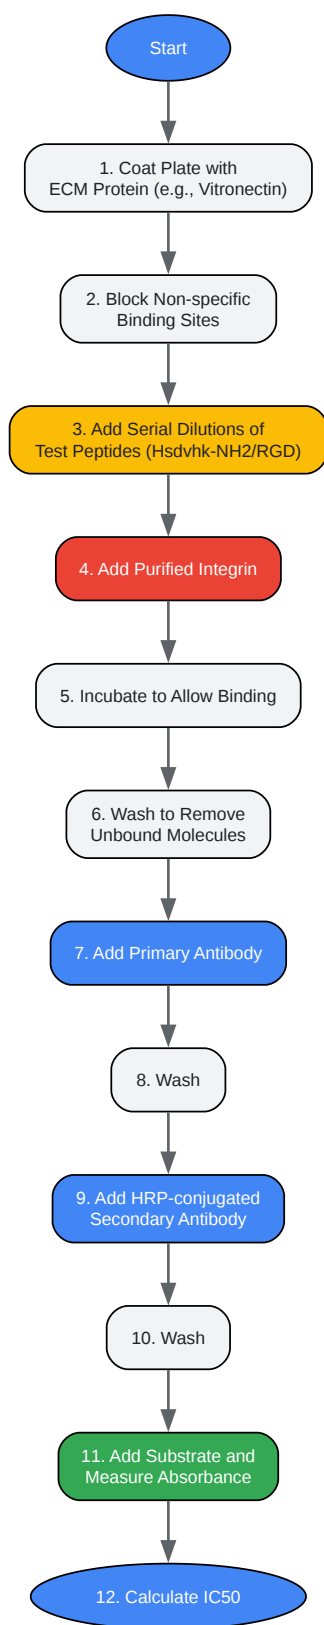 Start
1. Coat Plate with
ECM Protein (e.g., Vitronectin)
2. Block Non-specific
Binding Sites
3. Add Serial Dilutions of
Test Peptides (Hsdvhk-NH2/RGD)
4. Add Purified Integrin
5. Incubate to Allow Binding
6. Wash to Remove
Unbound Molecules
7. Add Primary Antibody
8. Wash
9. Add HRP-conjugated
Secondary Antibody
10. Wash
11. Add Substrate and
Measure Absorbance
12. Calculate IC50